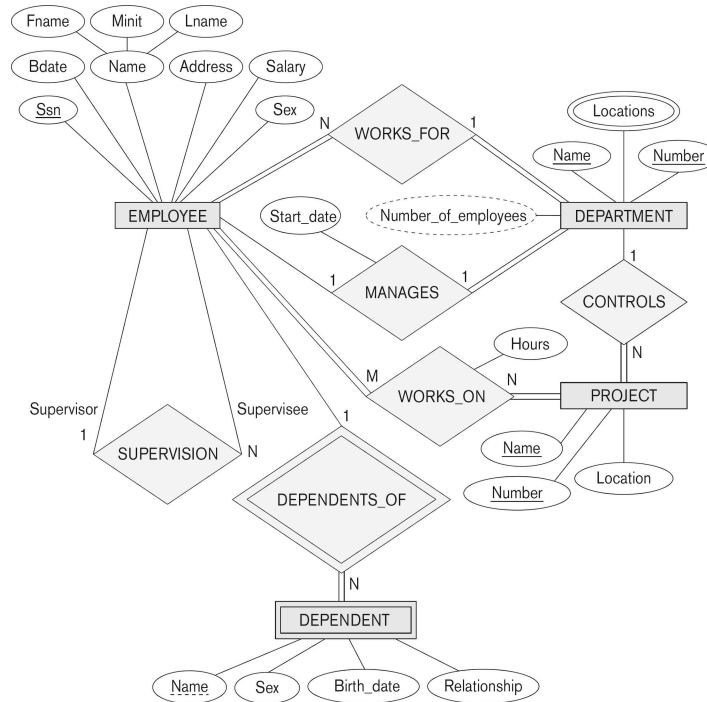 Fname
Minit
Lname
Bdate
Name
Address
Salary
Ssn
Sex
N
WORKS_FOR
1
Locations
Name
Number
EMPLOYEE
Start_date
Number_of_employees
DEPARTMENT
1
MANAGES
1
1
CONTROLS
N
Hours
M
WORKS_ON
N
PROJECT
Supervisor
1
SUPERVISION
Supervisee
N
1
Name
Number
Location
DEPENDENTS_OF
N
DEPENDENT
Name
Sex
Birth_date
Relationship